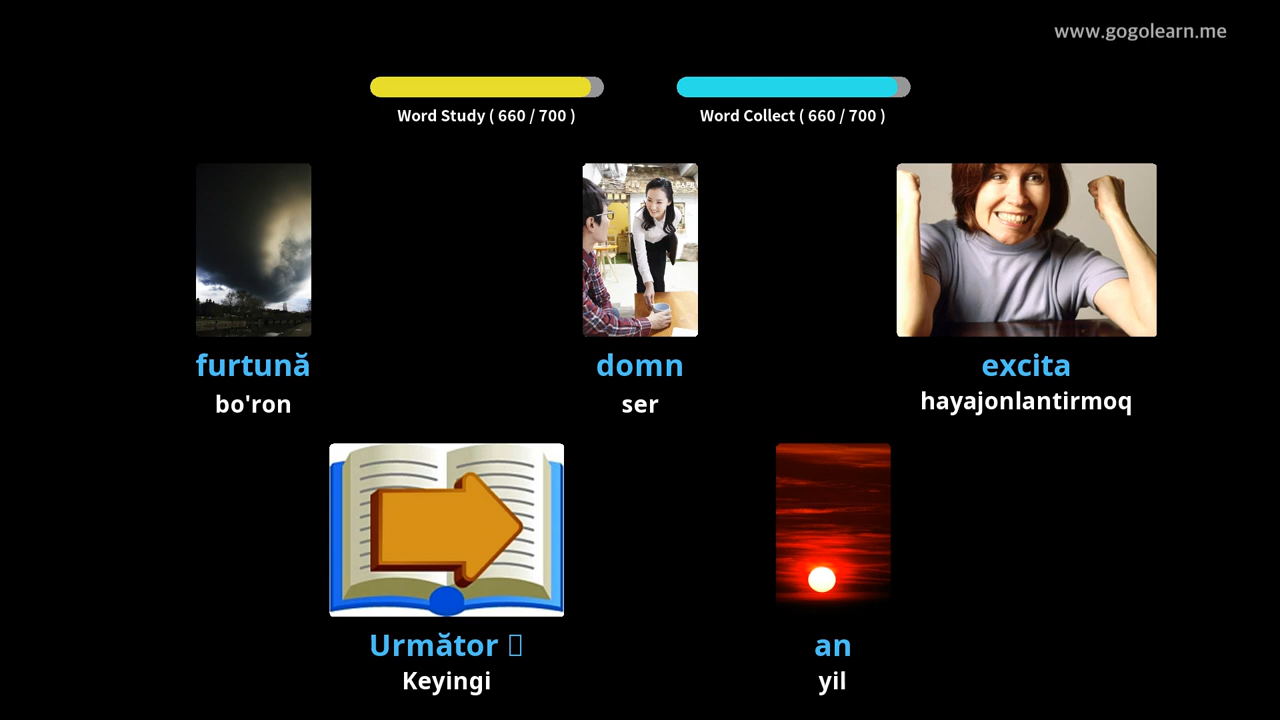 www.gogolearn.me
Word Study ( 660 / 700 )
Word Collect ( 660 / 700 )
furtună
bo'ron
domn
ser
excita
hayajonlantirmoq
Următor
Keyingi
an
yil